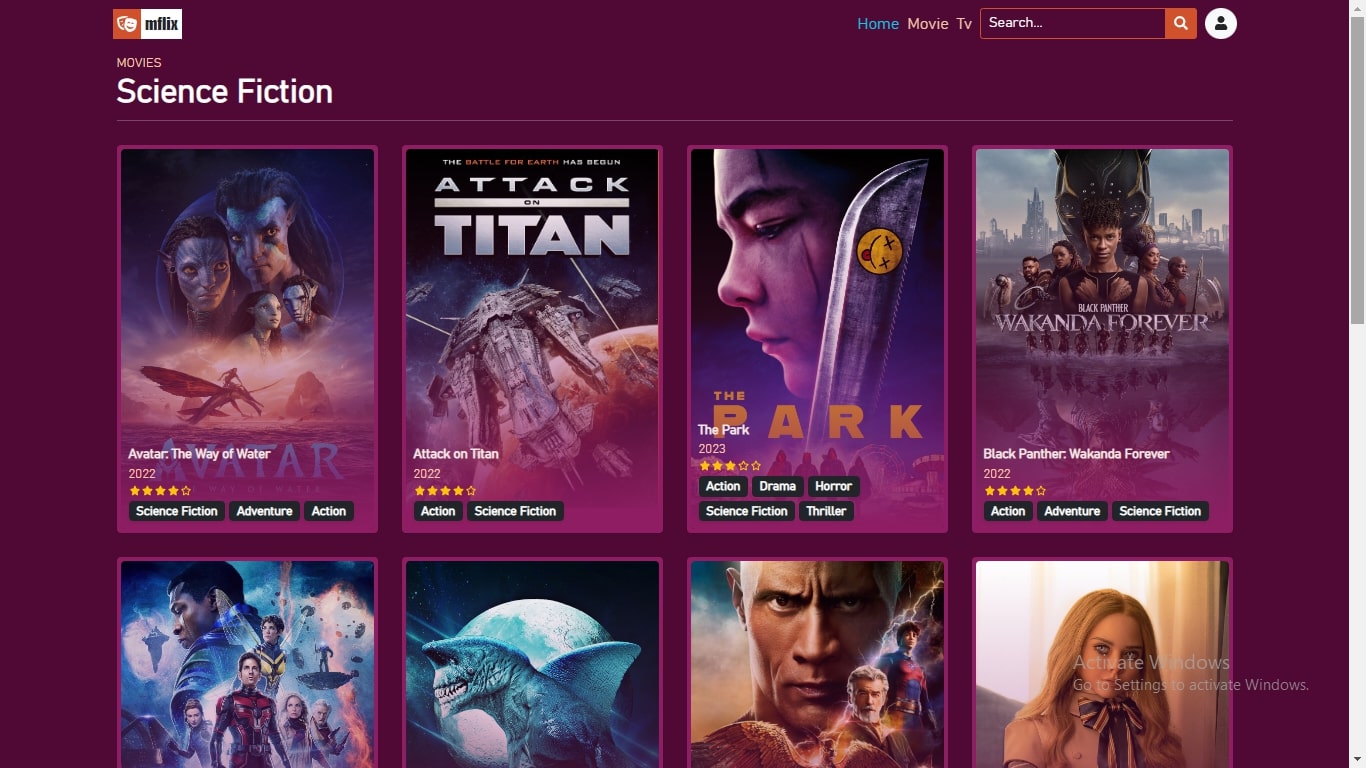 mflix
Home Movie Tv Search...
MOVIES
Science Fiction
THE BATTLE FOR EARTH HAS BEGUN
ATTACK
ON
TITAN
AVATAR
WAY OF WATER
Avatar: The Way of Water
2022
Science Fiction Adventure Action
Attack on Titan
2022
Action Science Fiction
THE
PARK
The Park
2023
Action Drama Horror
Science Fiction Thriller
BLACK PANTHER
WAKANDA FOREVER
Black Panther: Wakanda Forever
2022
Action Adventure Science Fiction
Activate Windows
Go to Settings to activate Windows.